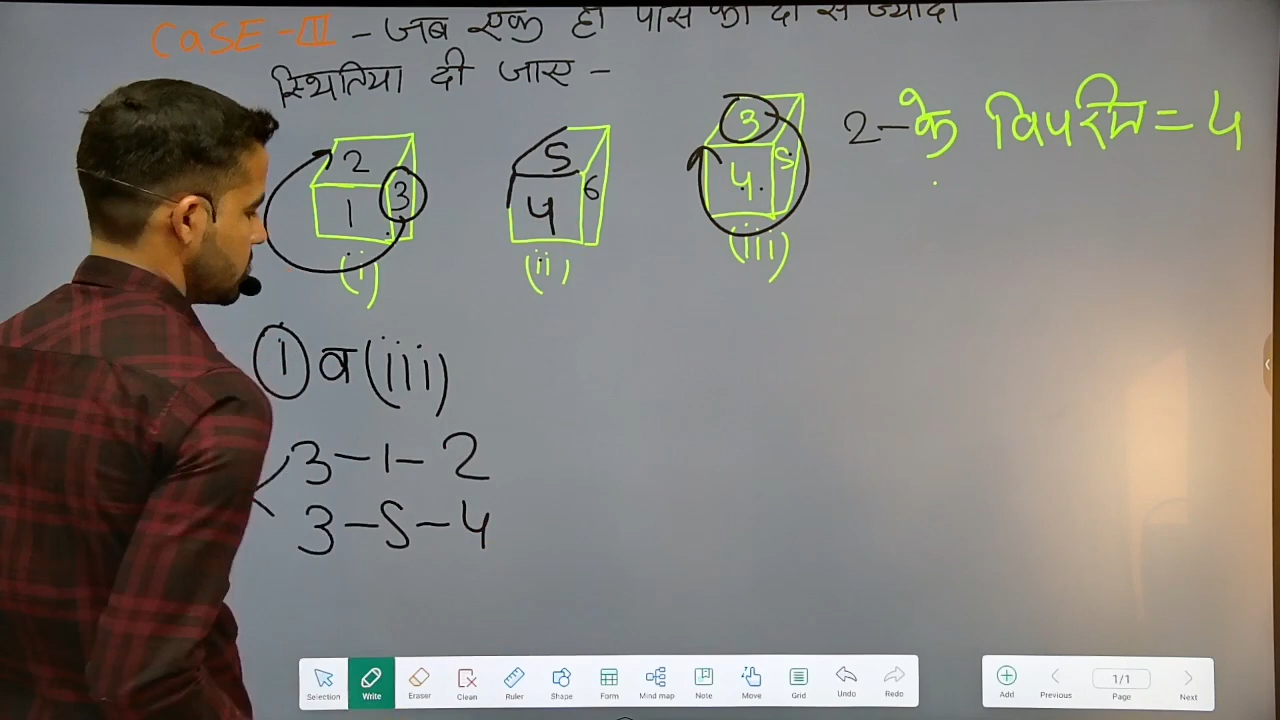 CaSE-III - जब एक ही पासे की दो से ज्यादा
स्थितिया दी जाए -
2 1 3
5 4 6
3 4 5
2-के विपरीत = 4
(i) (ii) (iii)
(i) व (iii)
3-1-2
3-5-4
Selection Write Eraser Clean Ruler Shape Form Mind map Note Move Grid Undo Redo
Add Previous 1/1 Page Next